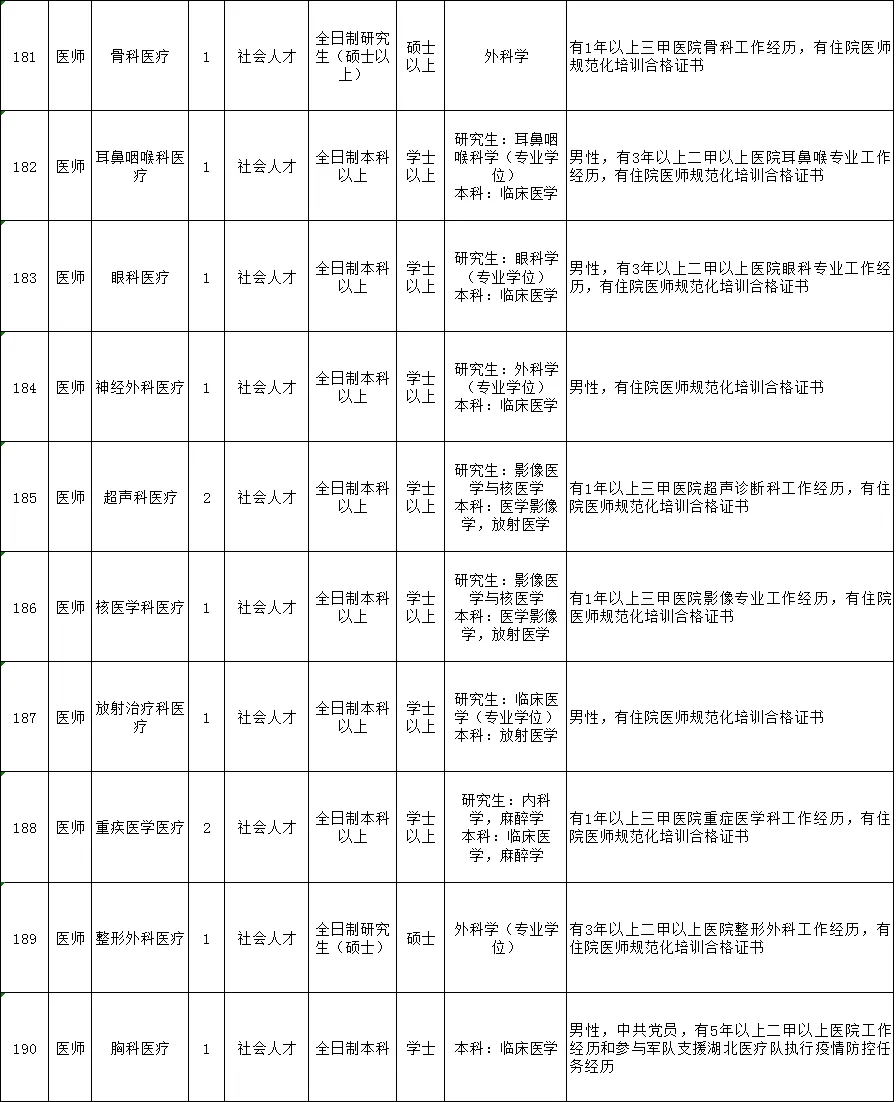 181 医师 骨科医疗 1 社会人才 全日制研究生（硕士以上） 硕士以上 外科学 有1年以上三甲医院骨科工作经历，有住院医师规范化培训合格证书
182 医师 耳鼻咽喉科医疗 1 社会人才 全日制本科以上 学士以上 研究生：耳鼻咽喉科学（专业学位） 本科：临床医学 男性，有3年以上二甲以上医院耳鼻喉专业工作经历，有住院医师规范化培训合格证书
183 医师 眼科医疗 1 社会人才 全日制本科以上 学士以上 研究生：眼科学（专业学位） 本科：临床医学 男性，有3年以上二甲以上医院眼科专业工作经历，有住院医师规范化培训合格证书
184 医师 神经外科医疗 1 社会人才 全日制本科以上 学士以上 研究生：外科学（专业学位） 本科：临床医学 男性，有住院医师规范化培训合格证书
185 医师 超声科医疗 2 社会人才 全日制本科以上 学士以上 研究生：影像医学与核医学 本科：医学影像学，放射医学 有1年以上三甲医院超声诊断科工作经历，有住院医师规范化培训合格证书
186 医师 核医学科医疗 1 社会人才 全日制本科以上 学士以上 研究生：影像医学与核医学 本科：医学影像学，放射医学 有1年以上三甲医院影像专业工作经历，有住院医师规范化培训合格证书
187 医师 放射治疗科医疗 1 社会人才 全日制本科以上 学士以上 研究生：临床医学（专业学位） 本科：放射医学 男性，有住院医师规范化培训合格证书
188 医师 重疾医学医疗 2 社会人才 全日制本科以上 学士以上 研究生：内科学，麻醉学 本科：临床医学，麻醉学 有1年以上三甲医院重症医学科工作经历，有住院医师规范化培训合格证书
189 医师 整形外科医疗 1 社会人才 全日制研究生（硕士） 硕士 外科学（专业学位） 有3年以上二甲以上医院整形外科工作经历，有住院医师规范化培训合格证书
190 医师 胸科医疗 1 社会人才 全日制本科 学士 本科：临床医学 男性，中共党员，有5年以上二甲以上医院工作经历和参与军队支援湖北医疗队执行疫情防控任务经历